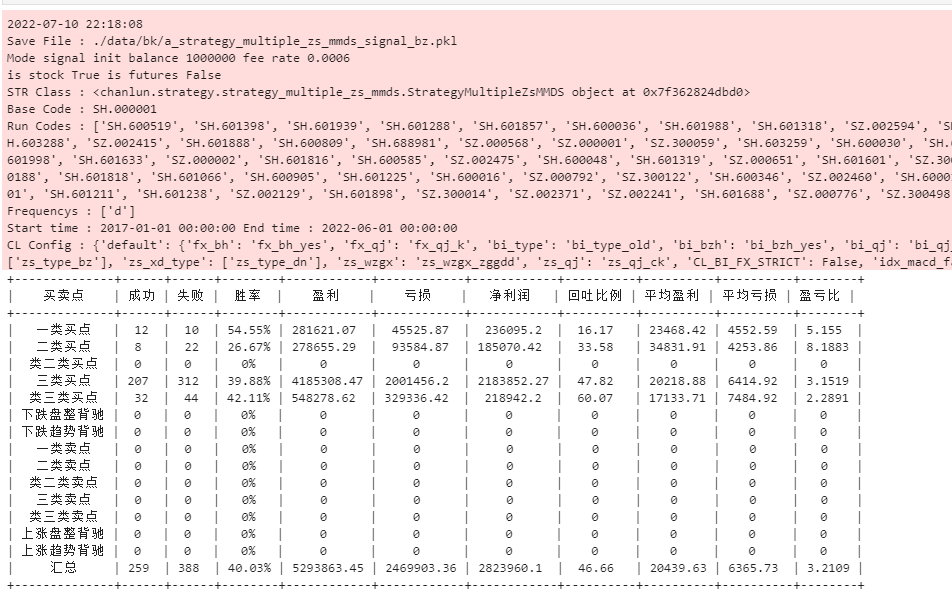 2022-07-10 22:18:08
Save File : ./data/bk/a_strategy_multiple_zs_mmds_signal_bz.pkl
Mode signal init balance 1000000 fee rate 0.0006
is stock True is futures False
STR Class : <chanlun.strategy.strategy_multiple_zs_mmds.StrategyMultipleZsMMDS object at 0x7f362824dbd0>
Base Code : SH.000001
Run Codes : ['SH.600519', 'SH.601398', 'SH.601939', 'SH.601288', 'SH.601857', 'SH.600036', 'SH.601988', 'SH.601318', 'SZ.002594', 'SH
H.603288', 'SZ.002415', 'SH.601888', 'SH.600809', 'SH.688981', 'SZ.000568', 'SZ.000001', 'SZ.300059', 'SH.603259', 'SH.600030', 'SH.
601998', 'SH.601633', 'SZ.000002', 'SH.601816', 'SH.600585', 'SZ.002475', 'SH.600048', 'SH.601319', 'SZ.000651', 'SH.601601', 'SZ.30
0188', 'SH.601818', 'SH.601066', 'SH.600905', 'SH.601225', 'SH.600016', 'SZ.000792', 'SZ.300122', 'SH.600346', 'SZ.002460', 'SH.6000
01', 'SH.601211', 'SH.601238', 'SZ.002129', 'SH.601898', 'SZ.300014', 'SZ.002371', 'SZ.002241', 'SH.601688', 'SZ.000776', 'SZ.300498
Frequencys : ['d']
Start time : 2017-01-01 00:00:00 End time : 2022-06-01 00:00:00
CL Config : {'default': {'fx_bh': 'fx_bh_yes', 'fx_qj': 'fx_qj_k', 'bi_type': 'bi_type_old', 'bi_bzh': 'bi_bzh_yes', 'bi_qj': 'bi_qj_
['zs_type_bz'], 'zs_xd_type': ['zs_type_dn'], 'zs_wzgx': 'zs_wzgx_zggdd', 'zs_qj': 'zs_qj_ck', 'CL_BI_FX_STRICT': False, 'idx_macd_fa
| 买卖点 | 成功 | 失败 | 胜率 | 盈利 | 亏损 | 净利润 | 回吐比例 | 平均盈利 | 平均亏损 | 盈亏比 |
| 一类买点 | 12 | 10 | 54.55% | 281621.07 | 45525.87 | 236095.2 | 16.17 | 23468.42 | 4552.59 | 5.155 |
| 二类买点 | 8 | 22 | 26.67% | 278655.29 | 93584.87 | 185070.42 | 33.58 | 34831.91 | 4253.86 | 8.1883 |
| 类二类买点 | 0 | 0 | 0% | 0 | 0 | 0 | 0 | 0 | 0 | 0 |
| 三类买点 | 207 | 312 | 39.88% | 4185308.47 | 2001456.2 | 2183852.27 | 47.82 | 20218.88 | 6414.92 | 3.1519 |
| 类三类买点 | 32 | 44 | 42.11% | 548278.62 | 329336.42 | 218942.2 | 60.07 | 17133.71 | 7484.92 | 2.2891 |
| 下跌盘整背驰 | 0 | 0 | 0% | 0 | 0 | 0 | 0 | 0 | 0 | 0 |
| 下跌趋势背驰 | 0 | 0 | 0% | 0 | 0 | 0 | 0 | 0 | 0 | 0 |
| 一类卖点 | 0 | 0 | 0% | 0 | 0 | 0 | 0 | 0 | 0 | 0 |
| 二类卖点 | 0 | 0 | 0% | 0 | 0 | 0 | 0 | 0 | 0 | 0 |
| 类二类卖点 | 0 | 0 | 0% | 0 | 0 | 0 | 0 | 0 | 0 | 0 |
| 三类卖点 | 0 | 0 | 0% | 0 | 0 | 0 | 0 | 0 | 0 | 0 |
| 类三类卖点 | 0 | 0 | 0% | 0 | 0 | 0 | 0 | 0 | 0 | 0 |
| 上涨盘整背驰 | 0 | 0 | 0% | 0 | 0 | 0 | 0 | 0 | 0 | 0 |
| 上涨趋势背驰 | 0 | 0 | 0% | 0 | 0 | 0 | 0 | 0 | 0 | 0 |
| 汇总 | 259 | 388 | 40.03% | 5293863.45 | 2469903.36 | 2823960.1 | 46.66 | 20439.63 | 6365.73 | 3.2109 |